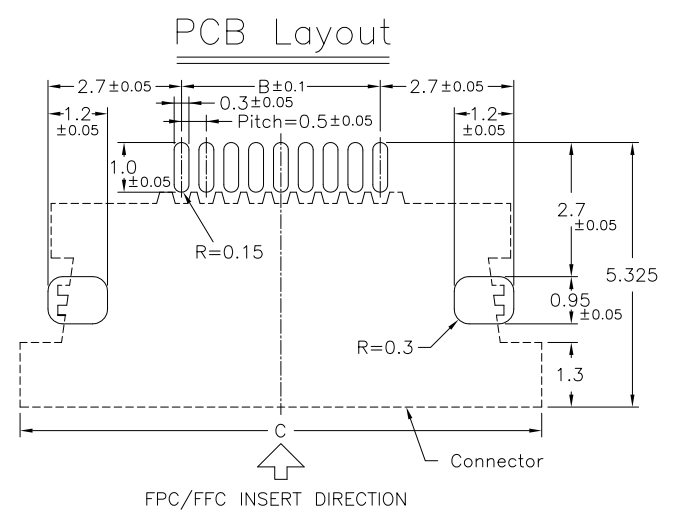 PCB Layout
2.7±0.05
B±0.1
2.7±0.05
1.2
±0.05
0.3±0.05
1.2
±0.05
Pitch=0.5±0.05
1.0
±0.05
2.7
±0.05
R=0.15
5.325
0.95
±0.05
R=0.3
1.3
C
Connector
FPC/FFC INSERT DIRECTION